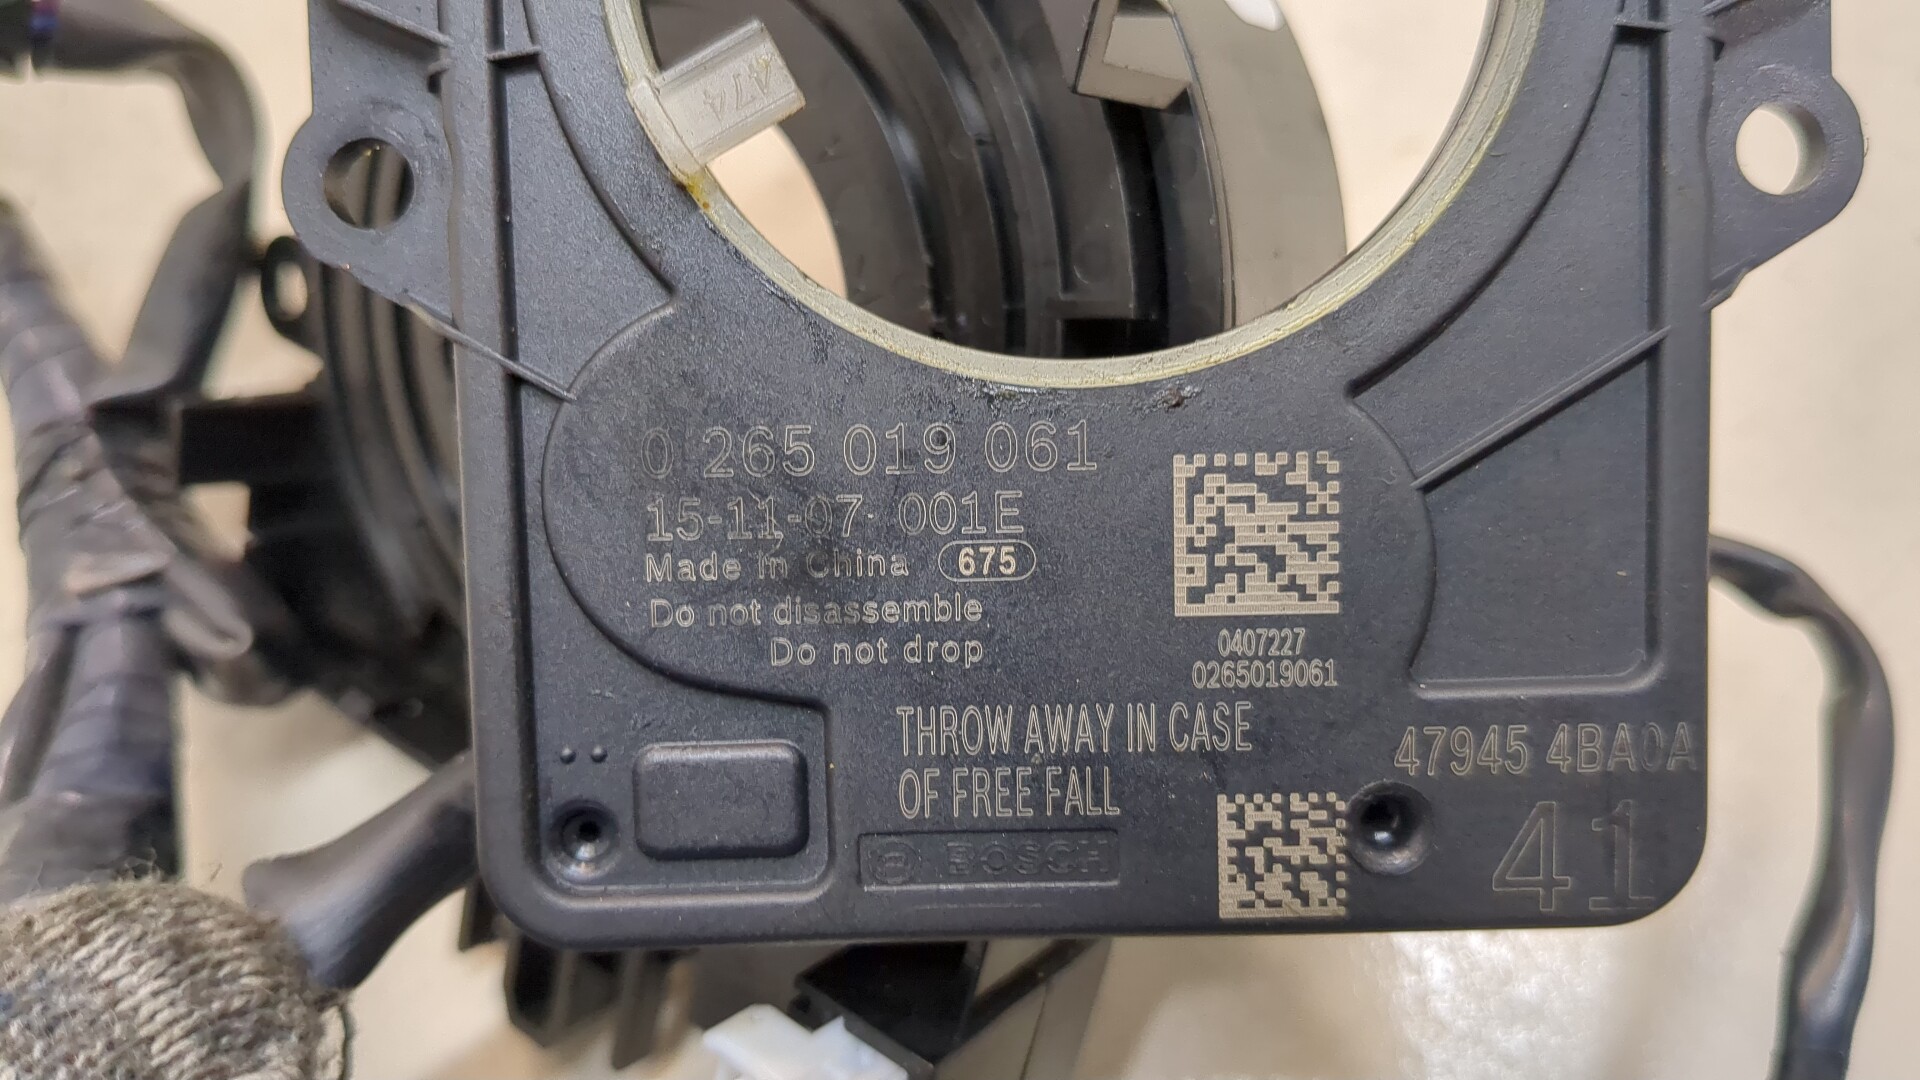 474
0 265 019 061
15-11-07 001E
Made in China 675
Do not disassemble
Do not drop
0407227
0265019061
THROW AWAY IN CASE
OF FREE FALL
47945 4BA0A
41
BOSCH